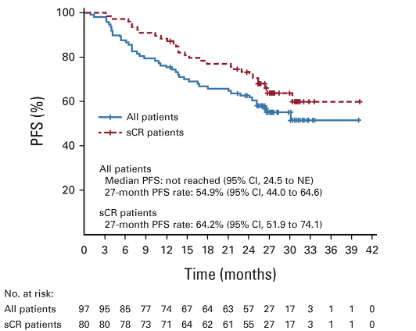 100
80
60
40
20
PFS (%)
All patients
sCR patients
All patients
Median PFS: not reached (95% CI, 24.5 to NE)
27-month PFS rate: 54.9% (95% CI, 44.0 to 64.6)
sCR patients
27-month PFS rate: 64.2% (95% CI, 51.9 to 74.1)
0 3 6 9 12 15 18 21 24 27 30 33 36 39 42
Time (months)
No. at risk:
All patients 97 95 85 77 74 67 64 63 57 27 17 3 1 1 0
sCR patients 80 80 78 73 71 64 62 61 55 27 17 3 1 1 0